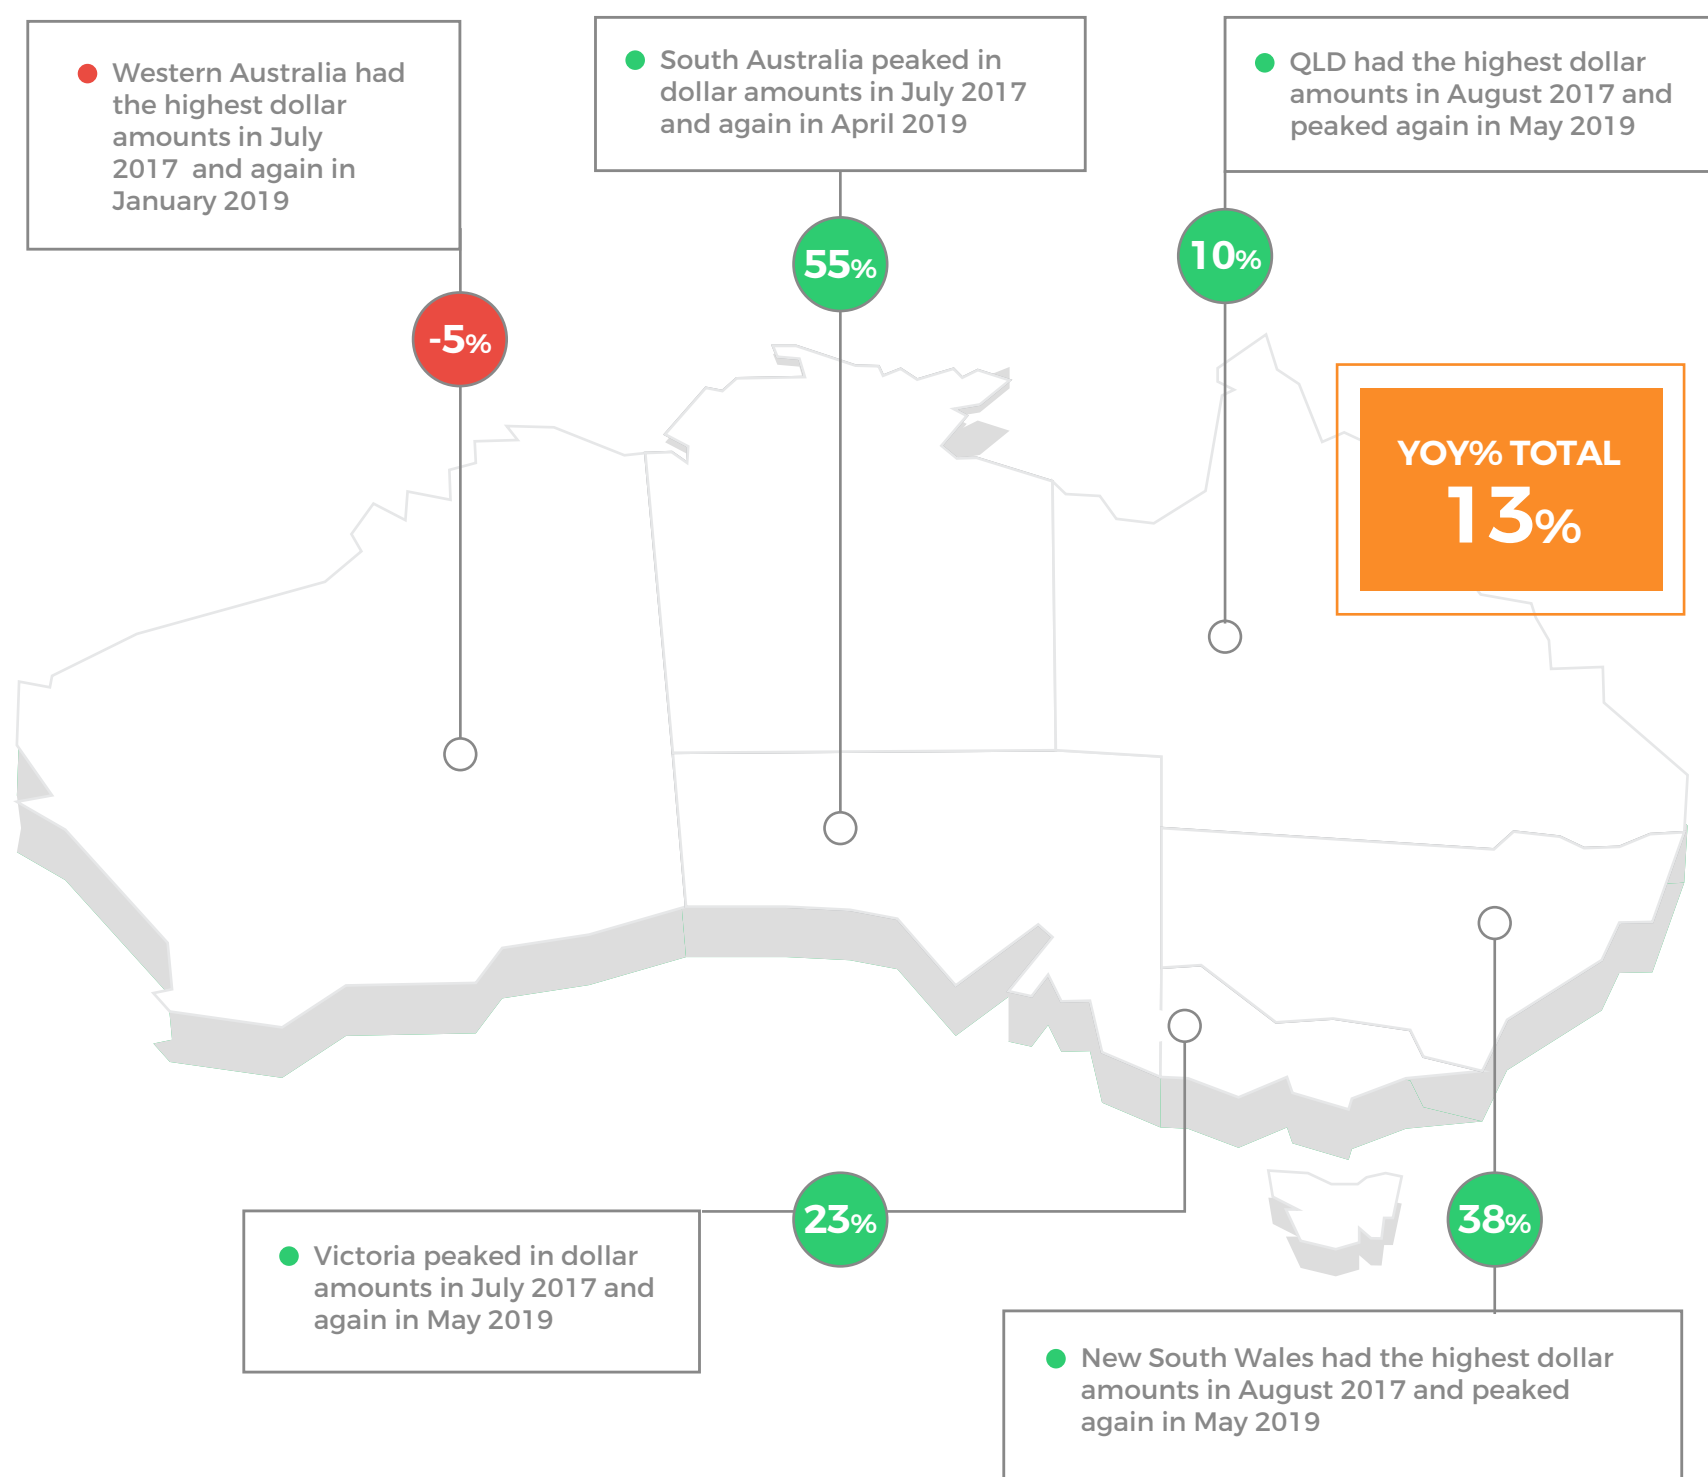 Western Australia had
the highest dollar
amounts in July
2017  and again in
January 2019
South Australia peaked in
dollar amounts in July 2017
and again in April 2019
QLD had the highest dollar
amounts in August 2017 and
peaked again in May 2019
-5%
55%
10%
YOY% TOTAL
13%
23%
38%
Victoria peaked in dollar
amounts in July 2017 and
again in May 2019
New South Wales had the highest dollar
amounts in August 2017 and peaked
again in May 2019